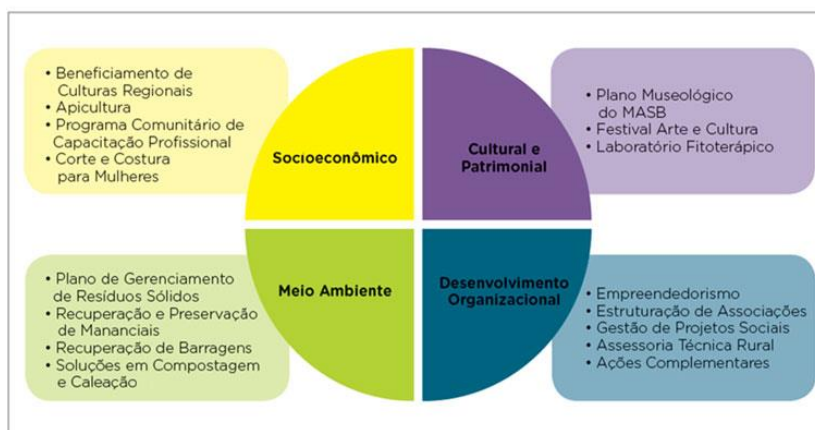 • Beneficiamento de
Culturas Regionais
• Apicultura
• Programa Comunitário de
Capacitação Profissional
• Corte e Costura
para Mulheres
Socioeconômico
Cultural e
Patrimonial
• Plano Museológico
do MASB
• Festival Arte e Cultura
• Laboratório Fitoterápico
• Plano de Gerenciamento
de Resíduos Sólidos
• Recuperação e Preservação
de Mananciais
• Recuperação de Barragens
• Soluções em Compostagem
e Caleação
Meio Ambiente
Desenvolvimento
Organizacional
• Empreendedorismo
• Estruturação de Associações
• Gestão de Projetos Sociais
• Assessoria Técnica Rural
• Ações Complementares